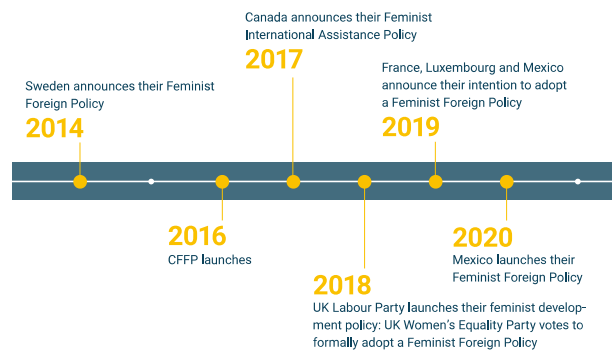 Sweden announces their Feminist
Foreign Policy
2014
2016
CFFP launches
Canada announces their Feminist
International Assistance Policy
2017
2018
UK Labour Party launches their feminist develop-
ment policy: UK Women's Equality Party votes to
formally adopt a Feminist Foreign Policy
France, Luxembourg and Mexico
announce their intention to adopt
a Feminist Foreign Policy
2019
2020
Mexico launches their
Feminist Foreign Policy